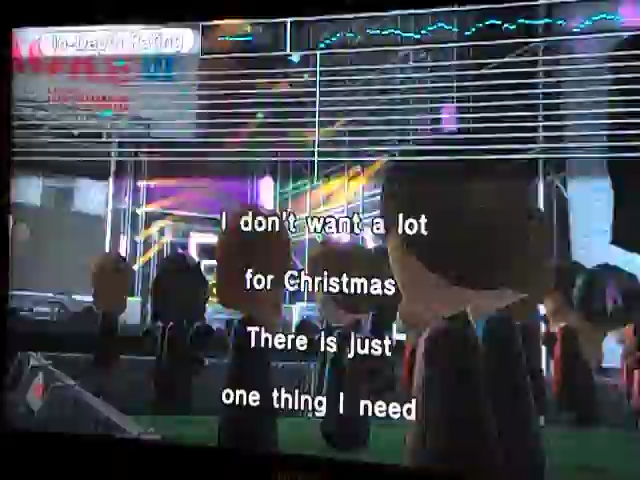 I don't want a lot
for Christmas
There is just
one thing I need